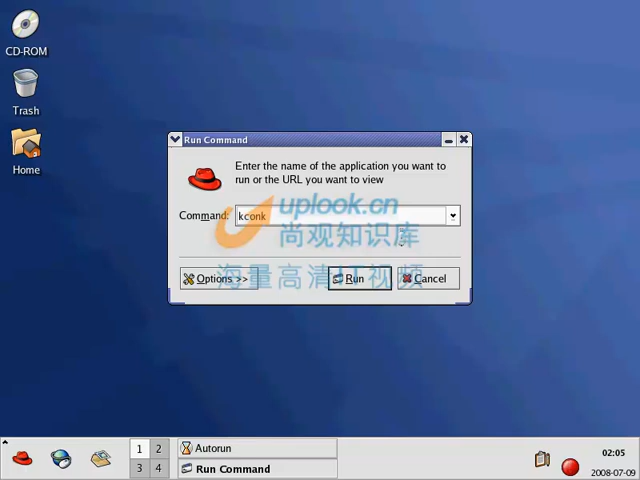 CD-ROM
Trash
Home
Run Command
Enter the name of the application you want to
run or the URL you want to view
Command: kconk
uplook.cn
尚观知识库
海量高清IT视频
Options >>
Run
Cancel
1 2
3 4
Autorun
Run Command
02:05
2008-07-09